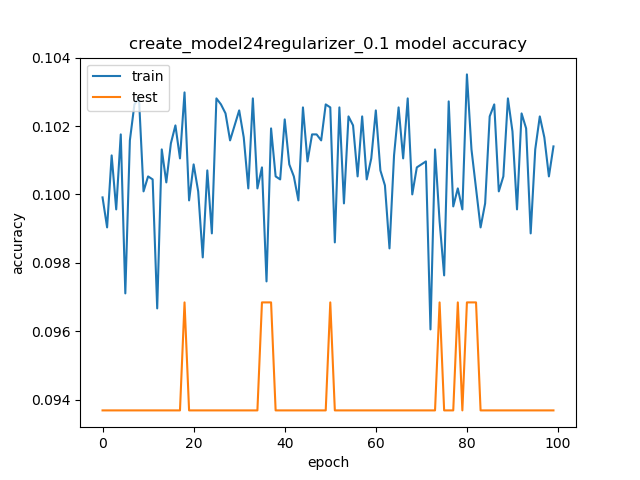 create_model24regularizer_0.1 model accuracy
train
test
0.104
0.102
0.100
0.098
0.096
0.094
accuracy
0 20 40 60 80 100
epoch